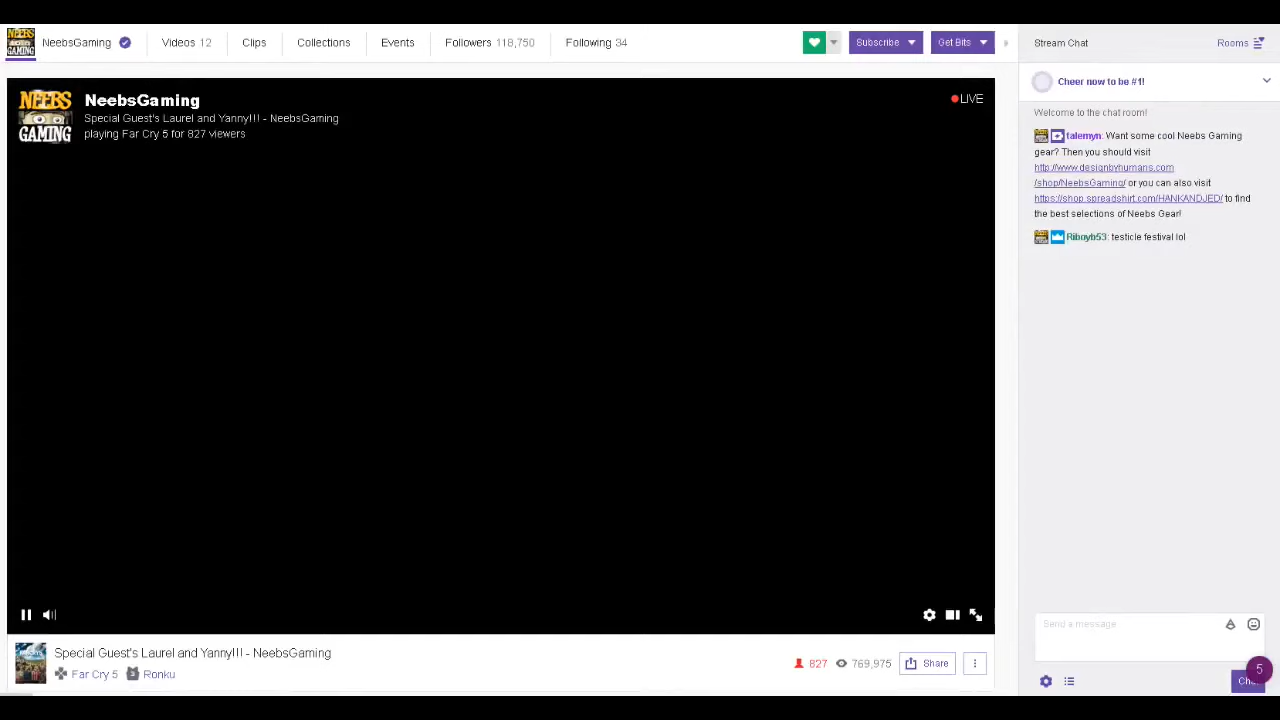 NEEBS GAMING NeebsGaming Videos 12 Clips Collections Events Followers 118,750 Following 34 Subscribe Get Bits
NEEBS
GAMING
NeebsGaming
Special Guest's Laurel and Yanny!!! - NeebsGaming
playing Far Cry 5 for 827 viewers
LIVE
Special Guest's Laurel and Yanny!!! - NeebsGaming
Far Cry 5 Ronku
827 769,975 Share
Stream Chat Rooms
Cheer now to be #1!
Welcome to the chat room!
talemyn: Want some cool Neebs Gaming
gear? Then you should visit
http://www.designbyhumans.com
/shop/NeebsGaming/ or you can also visit
https://shop.spreadshirt.com/HANKANDJED/ to find
the best selections of Neebs Gear!
Riboyb53: testicle festival lol
Send a message
5